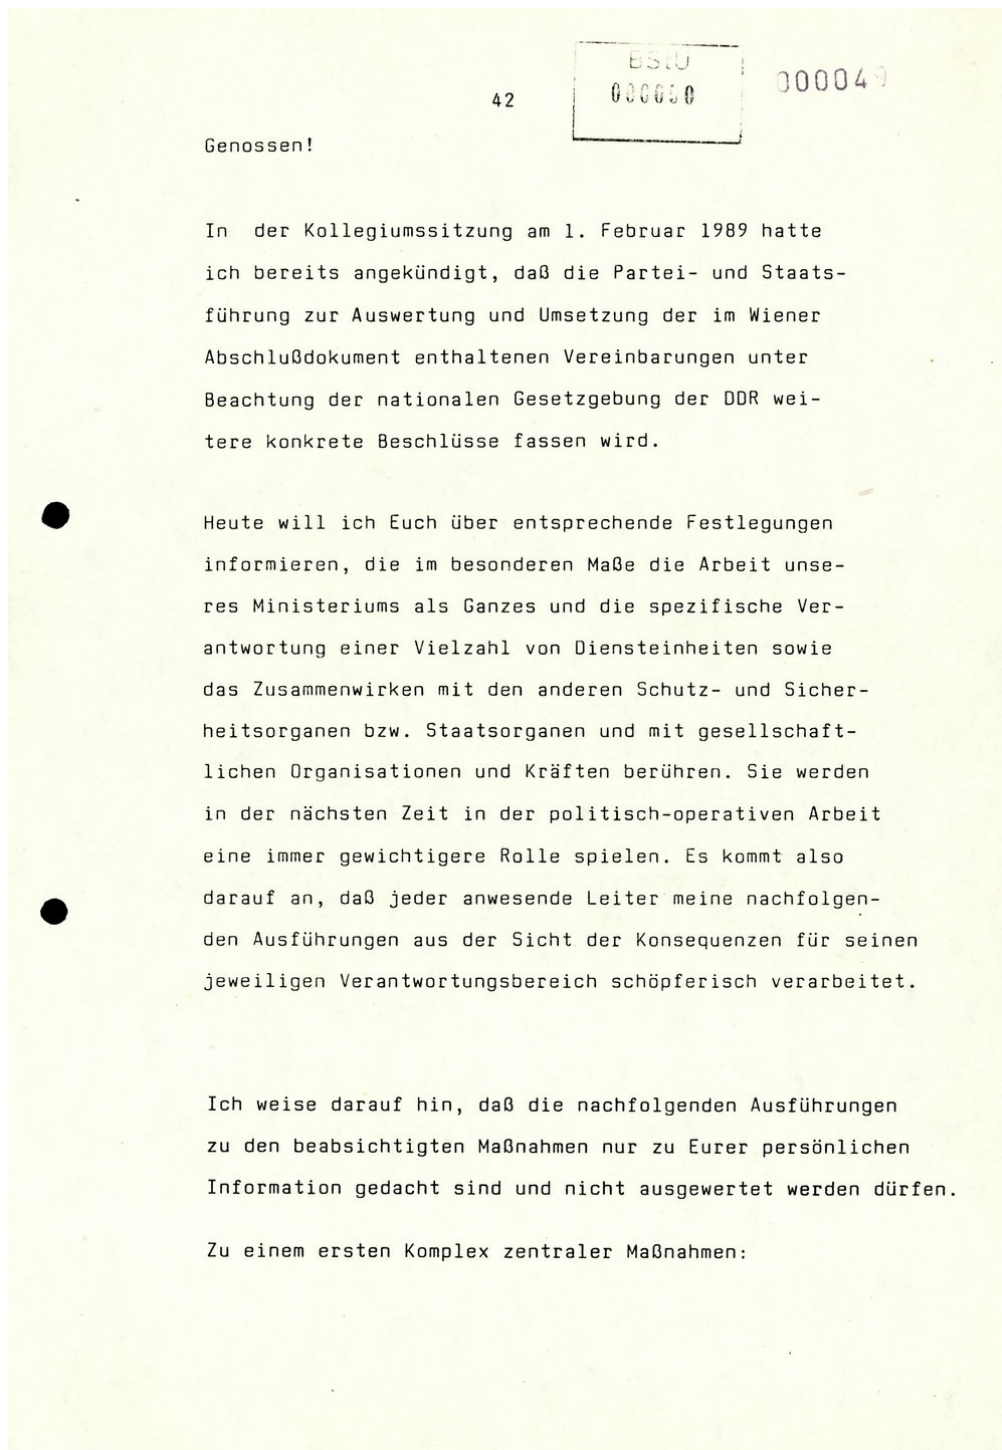 BStU
42
Genossen!
In der Kollegiumssitzung am 1. Februar 1989 hatte
ich bereits angekündigt, daß die Partei- und Staats-
führung zur Auswertung und Umsetzung der im Wiener
Abschlußdokument enthaltenen Vereinbarungen unter
Beachtung der nationalen Gesetzgebung der DDR wei-
tere konkrete Beschlüsse fassen wird.
Heute will ich Euch über entsprechende Festlegungen
informieren, die im besonderen Maße die Arbeit unse-
res Ministeriums als Ganzes und die spezifische Ver-
antwortung einer Vielzahl von Diensteinheiten sowie
das Zusammenwirken mit den anderen Schutz- und Sicher-
heitsorganen bzw. Staatsorganen und mit gesellschaft-
lichen Organisationen und Kräften berühren. Sie werden
in der nächsten Zeit in der politisch-operativen Arbeit
eine immer gewichtigere Rolle spielen. Es kommt also
darauf an, daß jeder anwesende Leiter meine nachfolgen-
den Ausführungen aus der Sicht der Konsequenzen für seinen
jeweiligen Verantwortungsbereich schöpferisch verarbeitet.
Ich weise darauf hin, daß die nachfolgenden Ausführungen
zu den beabsichtigten Maßnahmen nur zu Eurer persönlichen
Information gedacht sind und nicht ausgewertet werden dürfen.
Zu einem ersten Komplex zentraler Maßnahmen: